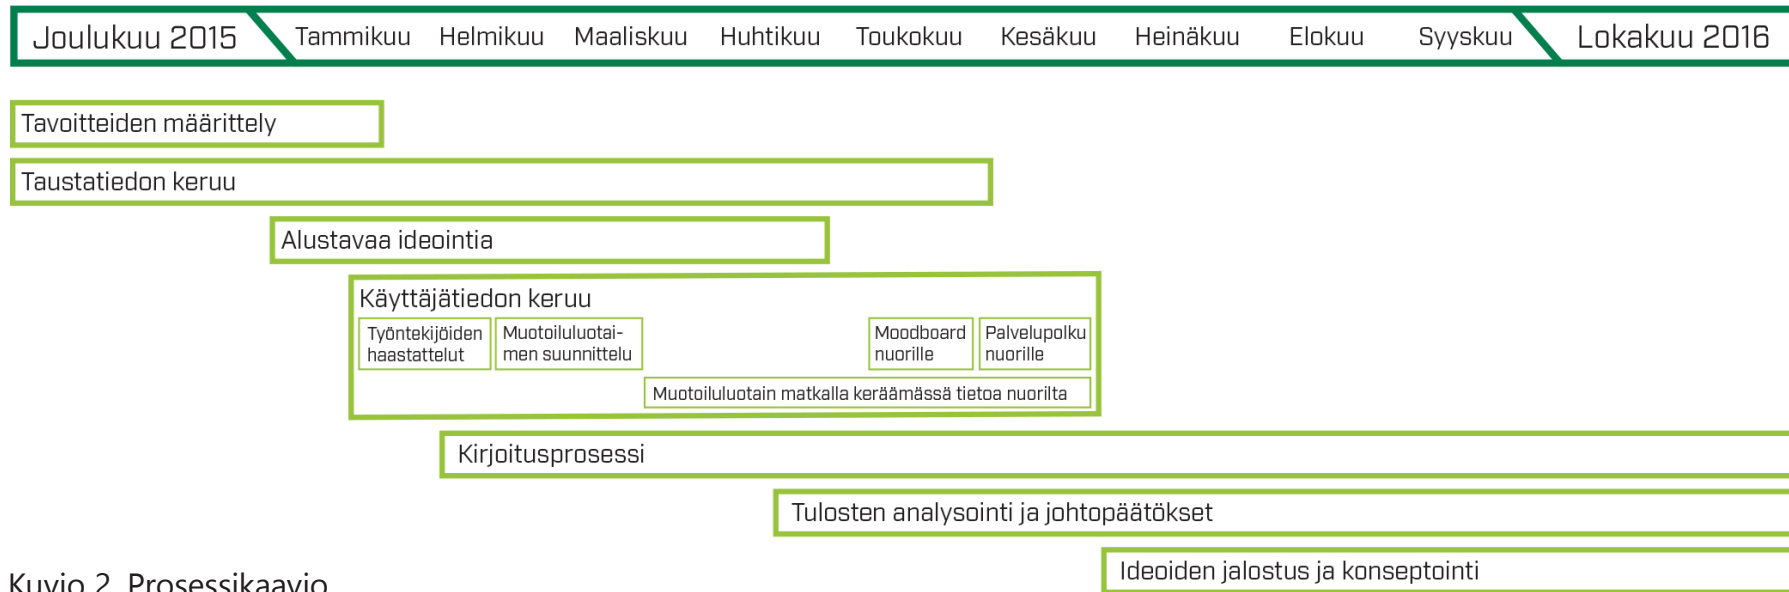 Joulukuu 2015 Tammikuu Helmikuu Maaliskuu Huhtikuu Toukokuu Kesäkuu Heinäkuu Elokuu Syyskuu Lokakuu 2016
Tavoitteiden määrittely
Taustatiedon keruu
Alustavaa ideointia
Käyttäjätiedon keruu
Työntekijöiden
haastattelut
Muotoiluluotai-
men suunnittelu
Moodboard
nuorille
Palvelupolku
nuorille
Muotoiluluotain matkalla keräämässä tietoa nuorilta
Kirjoitusprosessi
Tulosten analysointi ja johtopäätökset
Ideoiden jalostus ja konseptointi
Kuvio 2. Prosessikaavio